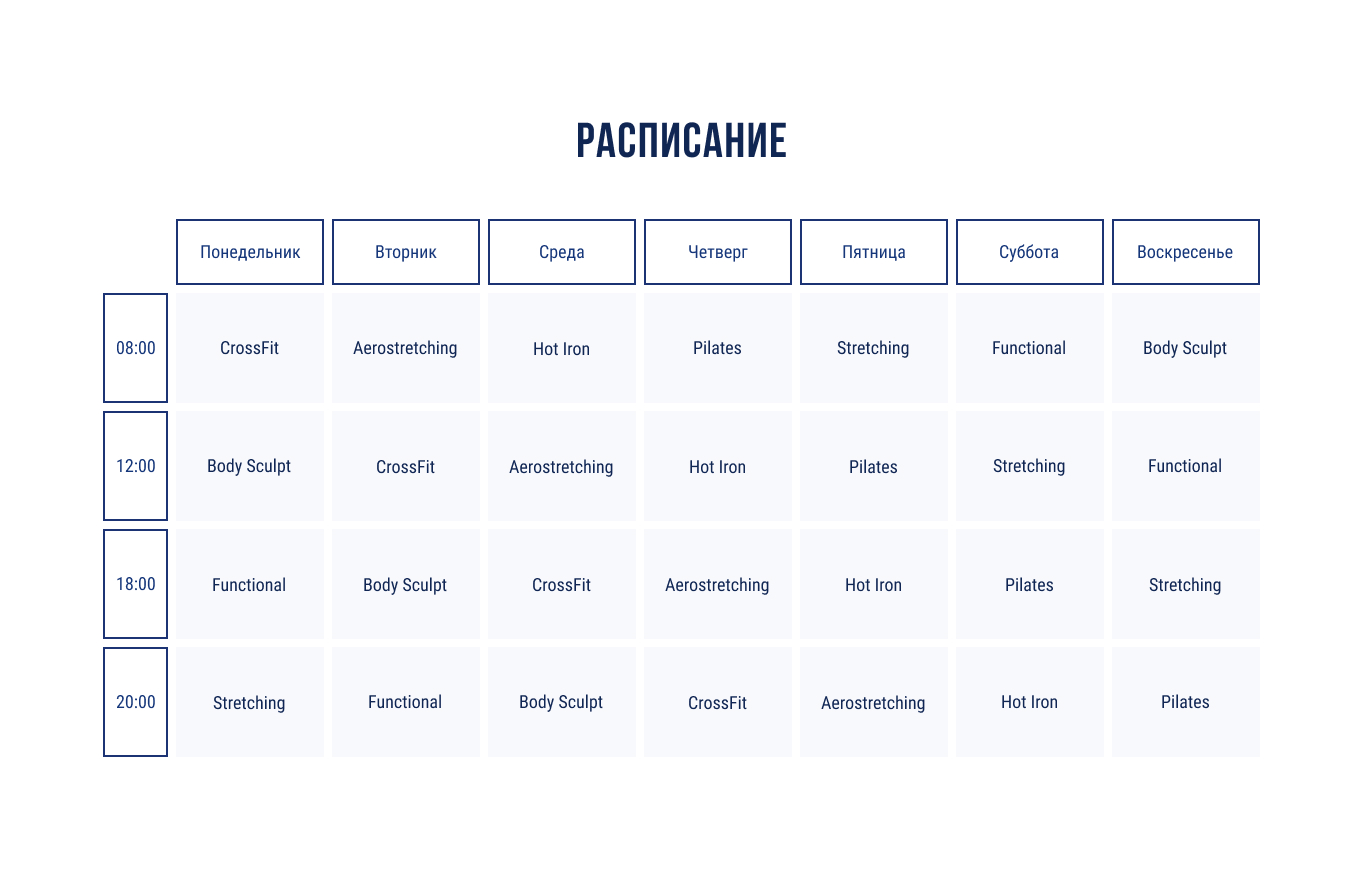 РАСПИСАНИЕ
Понедельник Вторник Среда Четверг Пятница Суббота Воскресенье
08:00 CrossFit Aerostretching Hot Iron Pilates Stretching Functional Body Sculpt
12:00 Body Sculpt CrossFit Aerostretching Hot Iron Pilates Stretching Functional
18:00 Functional Body Sculpt CrossFit Aerostretching Hot Iron Pilates Stretching
20:00 Stretching Functional Body Sculpt CrossFit Aerostretching Hot Iron Pilates